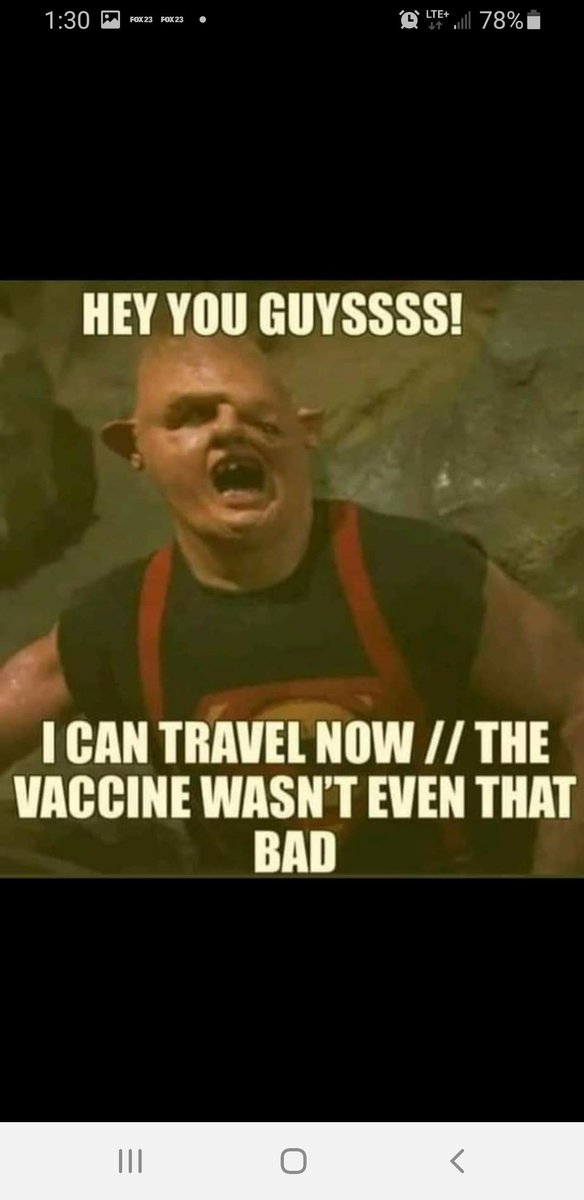 1:30 FOX23 FOX23 LTE+ 78%
HEY YOU GUYSSSS!
I CAN TRAVEL NOW // THE
VACCINE WASN'T EVEN THAT
BAD